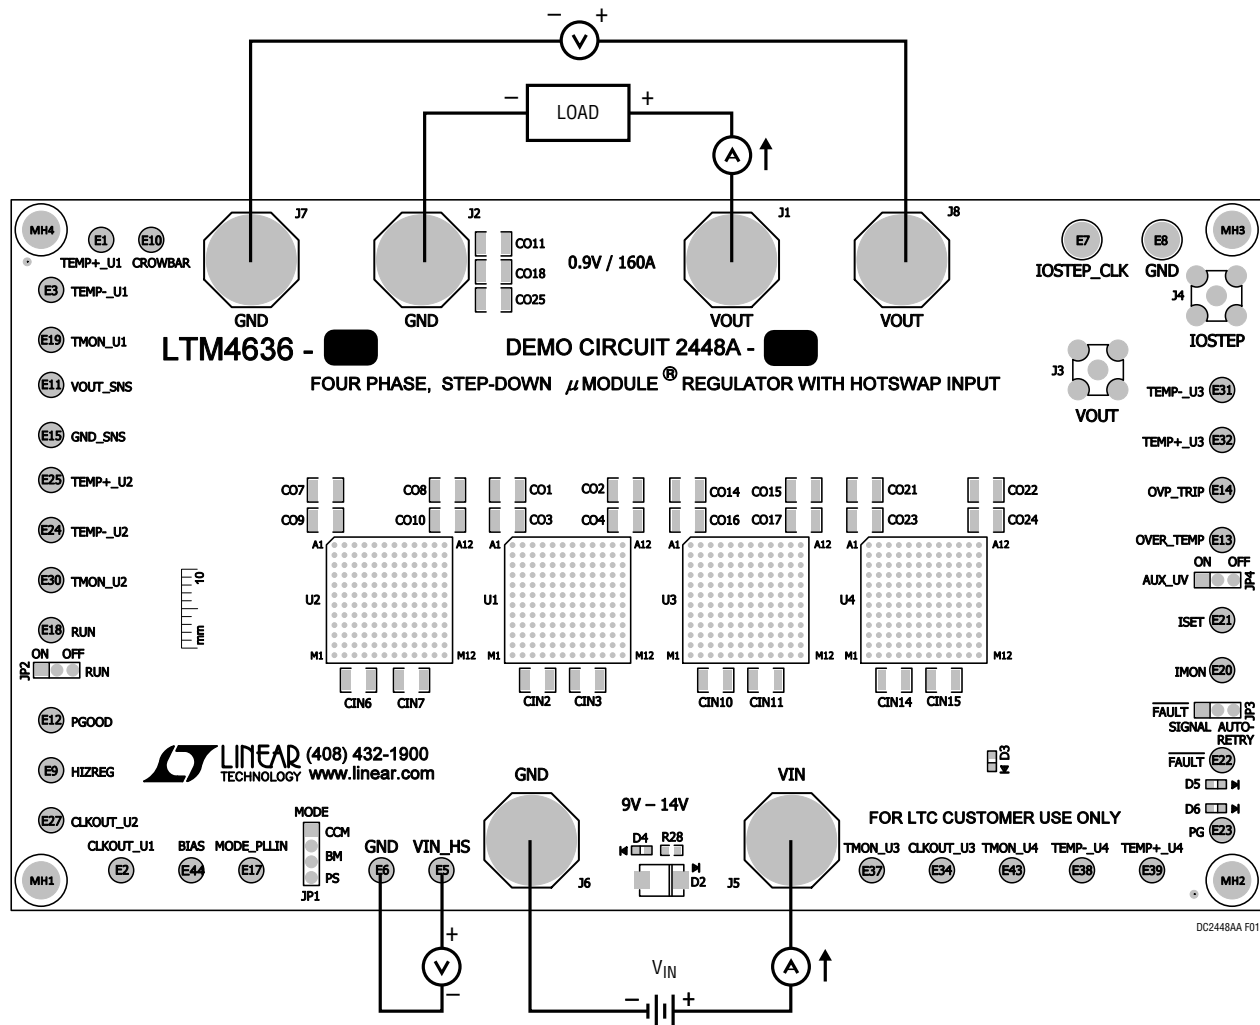 − V +
− LOAD +
A
MH4
E1
E10
J7
J2
J1
J8
E7
E8
MH3
TEMP+_U1
CROWBAR
CO11
CO18
CO25
0.9V / 160A
IOSTEP_CLK
GND
E3 TEMP-_U1
J4
GND
GND
VOUT
VOUT
IOSTEP
E19 TMON_U1
LTM4636 -
DEMO CIRCUIT 2448A -
FOUR PHASE, STEP-DOWN µMODULE® REGULATOR WITH HOTSWAP INPUT
J3
VOUT
E11 VOUT_SNS
TEMP-_U3 E31
E15 GND_SNS
TEMP+_U3 E32
E25 TEMP+_U2
CO7 CO8 CO1 CO2 CO14 CO15 CO21 CO22
OVP_TRIP E14
CO9 CO10 CO3 CO4 CO16 CO17 CO23 CO24
E24 TEMP-_U2
OVER_TEMP E13
A1 A12 A1 A12 A1 A12 A1 A12
ON OFF
AUX_UV JP4
E30 TMON_U2
10
mm
U2 U1 U3 U4
ISET E21
E18 RUN
ON OFF
JP2 RUN
M1 M12 M1 M12 M1 M12 M1 M12
IMON E20
CIN6 CIN7 CIN2 CIN3 CIN10 CIN11 CIN14 CIN15
FAULT JP3
SIGNAL AUTO-
RETRY
E12 PGOOD
LINEAR (408) 432-1900
TECHNOLOGY www.linear.com
D3
FAULT E22
E9 HIZREG
GND
VIN
D5
D6
9V – 14V
FOR LTC CUSTOMER USE ONLY
PG E23
E27 CLKOUT_U2
MODE
CCM
BM
PS
JP1
D4 R28
D2
CLKOUT_U1 BIAS MODE_PLLIN GND VIN_HS
TMON_U3 CLKOUT_U3 TMON_U4 TEMP-_U4 TEMP+_U4
MH1 E2 E44 E17 E6 E5 J6 J5 E37 E34 E43 E38 E39 MH2
DC2448AA F01
+
V
−
VIN
− +
A